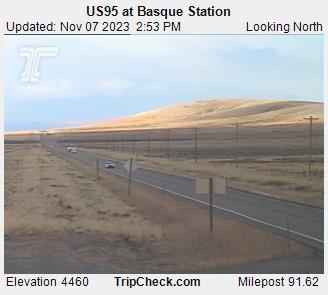 US95 at Basque Station
Updated: Nov 07 2023 2:53 PM Looking North
Elevation 4460 TripCheck.com Milepost 91.62